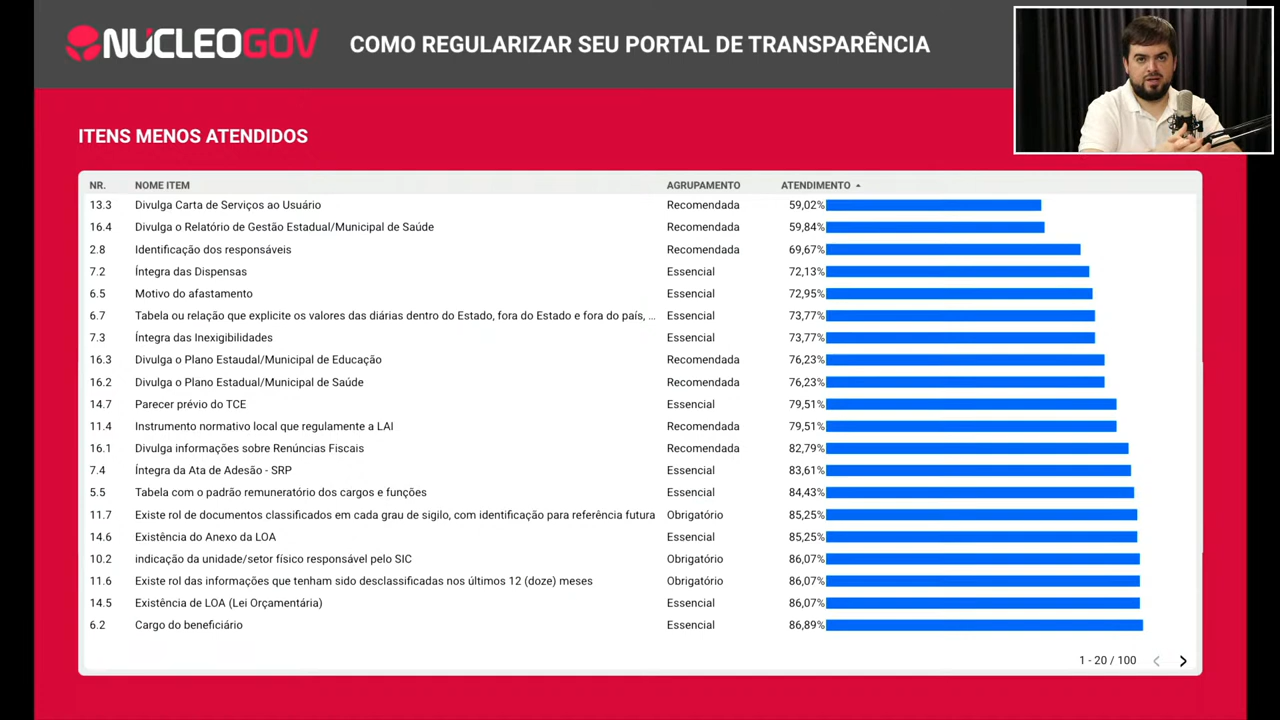 NÚCLEOGOV
COMO REGULARIZAR SEU PORTAL DE TRANSPARÊNCIA
ITENS MENOS ATENDIDOS
NR. NOME ITEM AGRUPAMENTO ATENDIMENTO
13.3 Divulga Carta de Serviços ao Usuário Recomendada 59,02%
16.4 Divulga o Relatório de Gestão Estadual/Municipal de Saúde Recomendada 59,84%
2.8 Identificação dos responsáveis Recomendada 69,67%
7.2 Íntegra das Dispensas Essencial 72,13%
6.5 Motivo do afastamento Essencial 72,95%
6.7 Tabela ou relação que explicite os valores das diárias dentro do Estado, fora do Estado e fora do país, ... Essencial 73,77%
7.3 Íntegra das Inexigibilidades Essencial 73,77%
16.3 Divulga o Plano Estaudal/Municipal de Educação Recomendada 76,23%
16.2 Divulga o Plano Estadual/Municipal de Saúde Recomendada 76,23%
14.7 Parecer prévio do TCE Essencial 79,51%
11.4 Instrumento normativo local que regulamente a LAI Recomendada 79,51%
16.1 Divulga informações sobre Renúncias Fiscais Recomendada 82,79%
7.4 Íntegra da Ata de Adesão - SRP Essencial 83,61%
5.5 Tabela com o padrão remuneratório dos cargos e funções Essencial 84,43%
11.7 Existe rol de documentos classificados em cada grau de sigilo, com identificação para referência futura Obrigatório 85,25%
14.6 Existência do Anexo da LOA Essencial 85,25%
10.2 indicação da unidade/setor físico responsável pelo SIC Obrigatório 86,07%
11.6 Existe rol das informações que tenham sido desclassificadas nos últimos 12 (doze) meses Obrigatório 86,07%
14.5 Existência de LOA (Lei Orçamentária) Essencial 86,07%
6.2 Cargo do beneficiário Essencial 86,89%
1 - 20 / 100